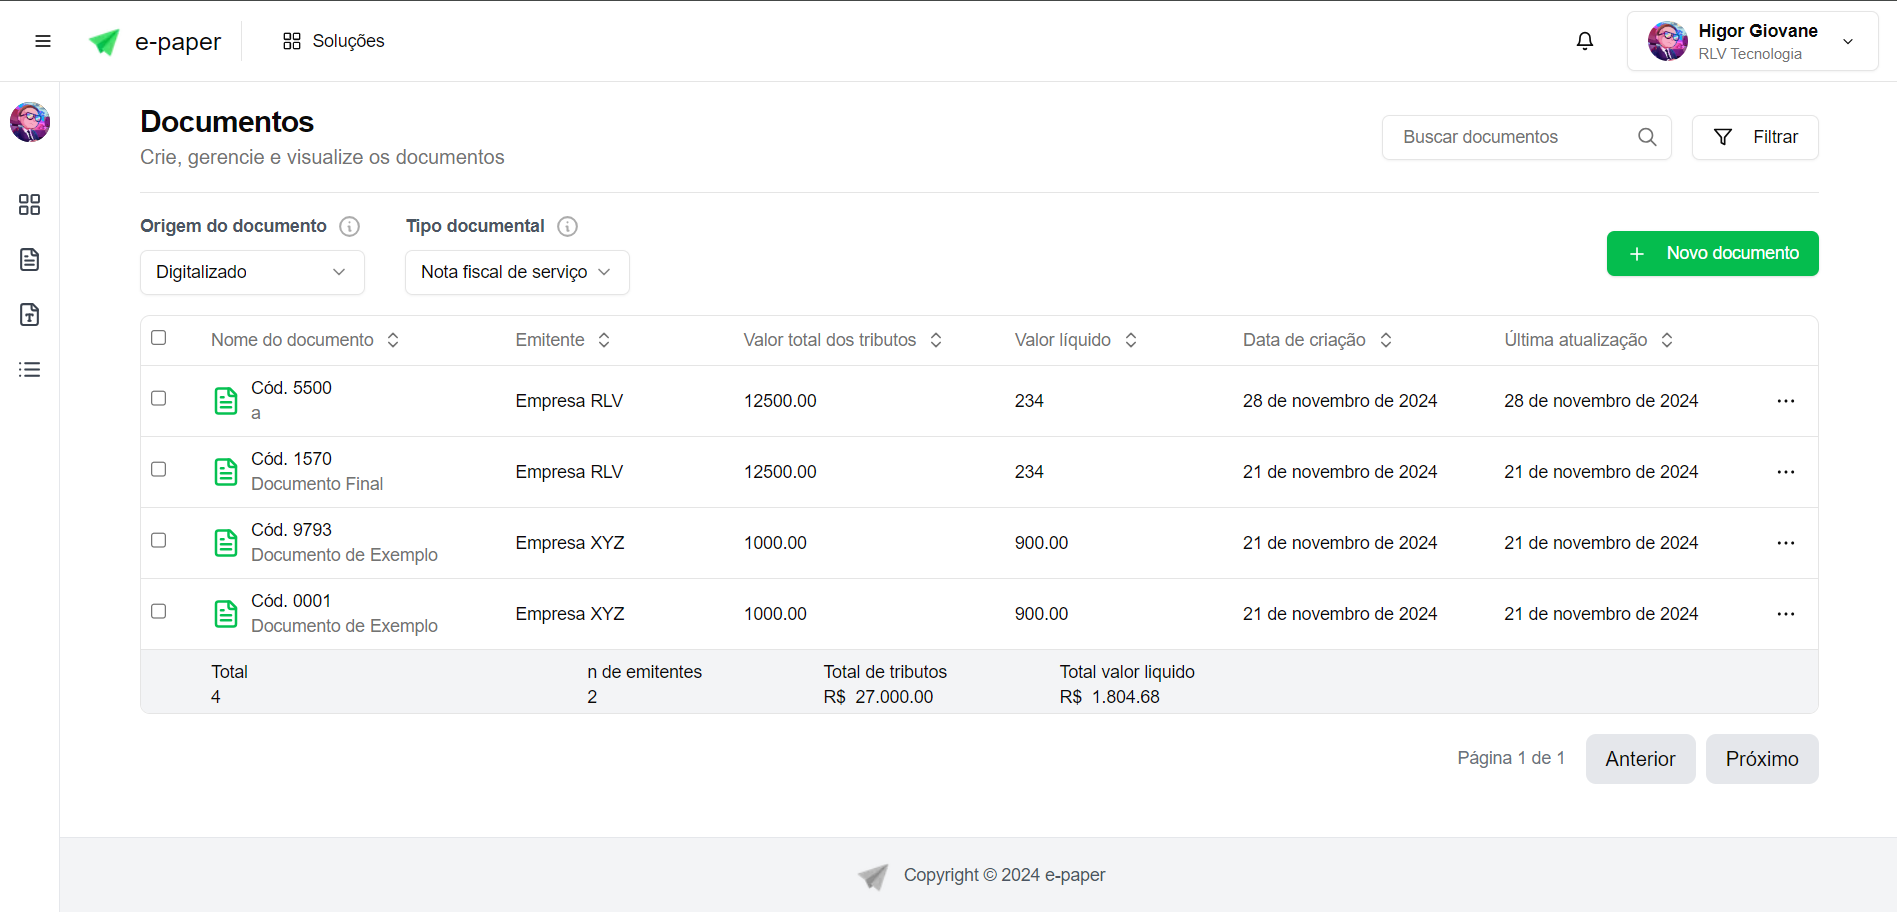 e-paper
Soluções
Higor Giovane
RLV Tecnologia
Documentos
Crie, gerencie e visualize os documentos
Buscar documentos
Filtrar
Origem do documento
Tipo documental
Digitalizado
Nota fiscal de serviço
Novo documento
Nome do documento Emitente Valor total dos tributos Valor líquido Data de criação Última atualização
Cód. 5500
a
Empresa RLV 12500.00 234 28 de novembro de 2024 28 de novembro de 2024
Cód. 1570
Documento Final
Empresa RLV 12500.00 234 21 de novembro de 2024 21 de novembro de 2024
Cód. 9793
Documento de Exemplo
Empresa XYZ 1000.00 900.00 21 de novembro de 2024 21 de novembro de 2024
Cód. 0001
Documento de Exemplo
Empresa XYZ 1000.00 900.00 21 de novembro de 2024 21 de novembro de 2024
Total n de emitentes Total de tributos Total valor liquido
4 2 R$ 27.000.00 R$ 1.804.68
Página 1 de 1
Anterior
Próximo
Copyright © 2024 e-paper